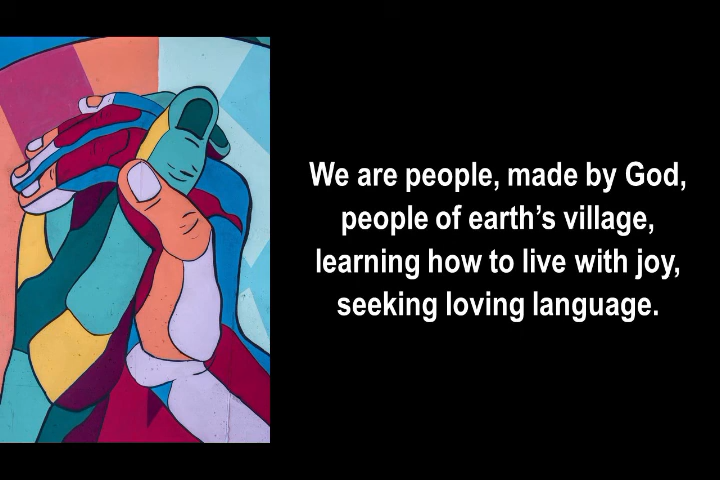 We are people, made by God,
people of earth’s village,
learning how to live with joy,
seeking loving language.